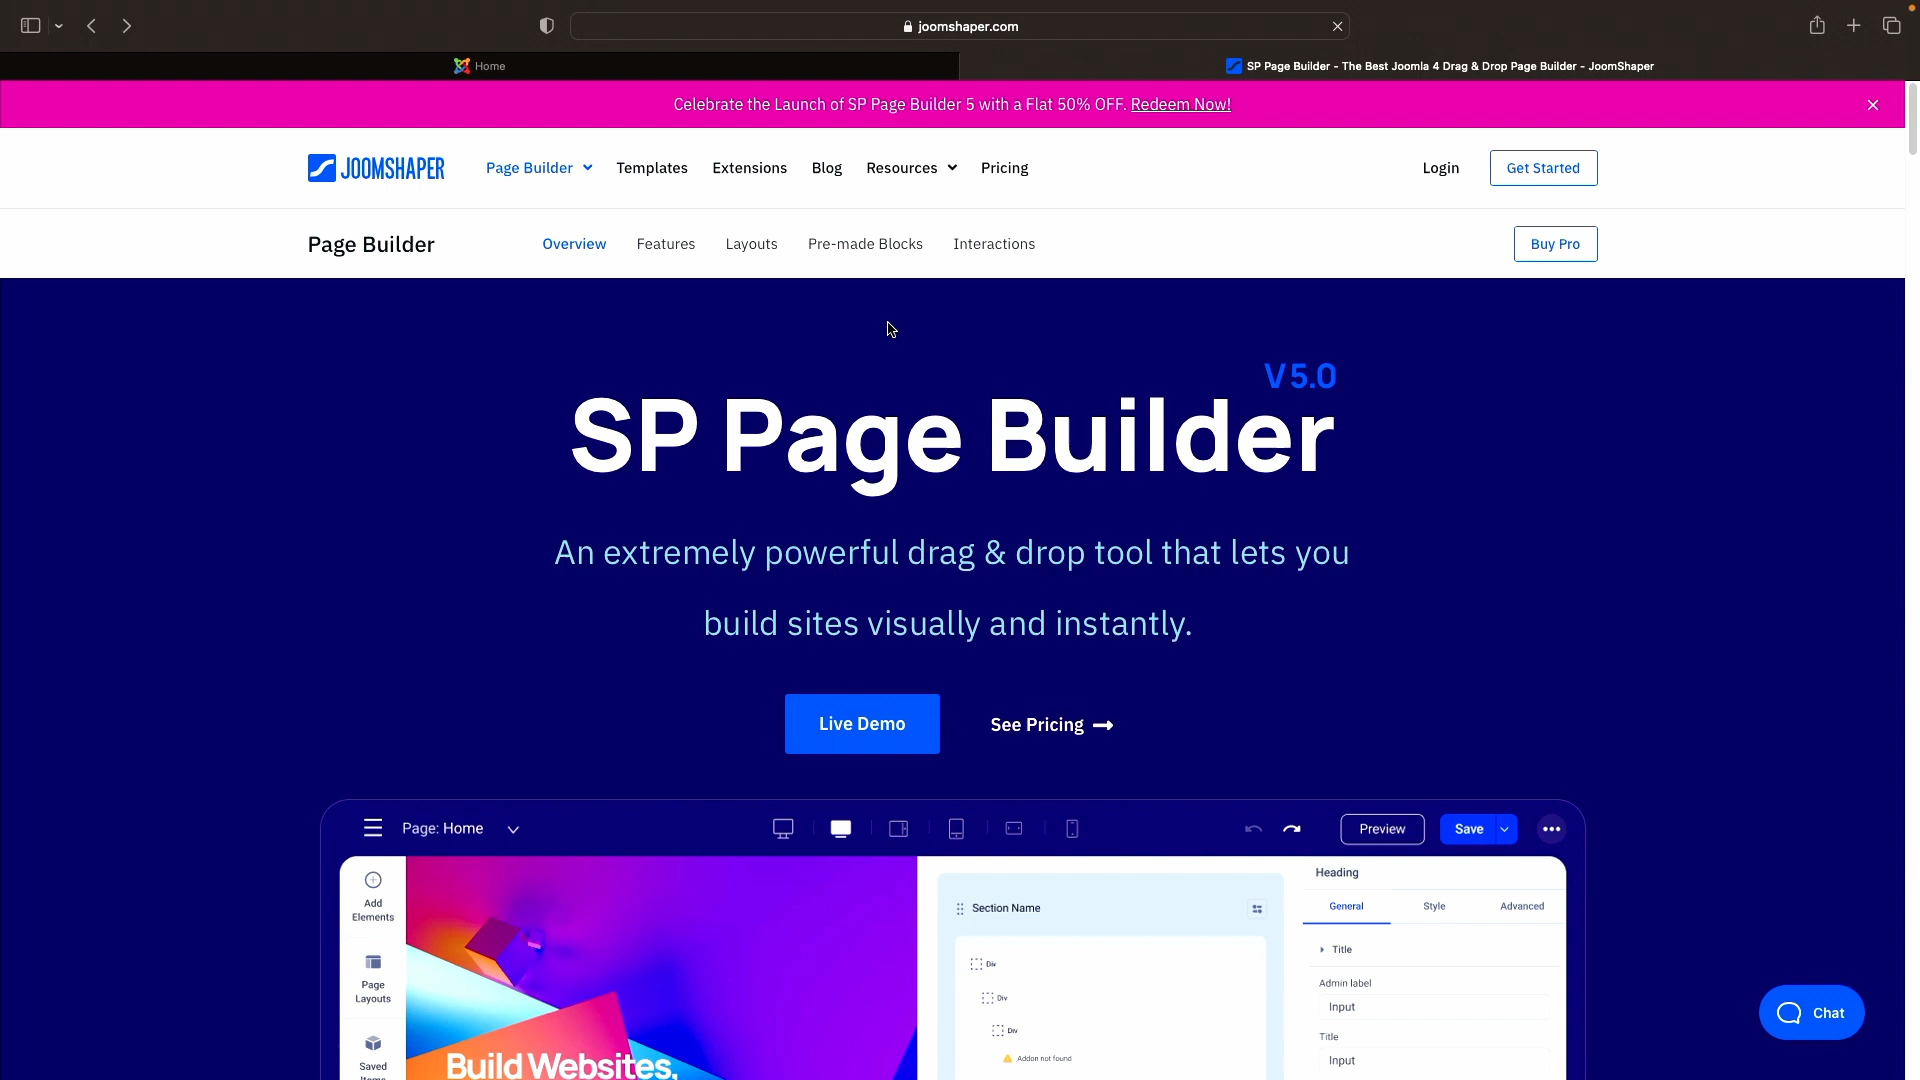 joomshaper.com
Home
SP Page Builder - The Best Joomla 4 Drag & Drop Page Builder - JoomShaper
Celebrate the Launch of SP Page Builder 5 with a Flat 50% OFF. Redeem Now!
JOOMSHAPER
Page Builder
Templates
Extensions
Blog
Resources
Pricing
Login
Get Started
Page Builder
Overview
Features
Layouts
Pre-made Blocks
Interactions
Buy Pro
V 5.0
SP Page Builder
An extremely powerful drag & drop tool that lets you
build sites visually and instantly.
Live Demo
See Pricing
Page: Home
Preview
Save
Add
Elements
Page
Layouts
Saved
Items
Build Websites,
Section Name
Div
Div
Div
Addon not found
Heading
General
Style
Advanced
Title
Admin label
Input
Title
Input
Chat